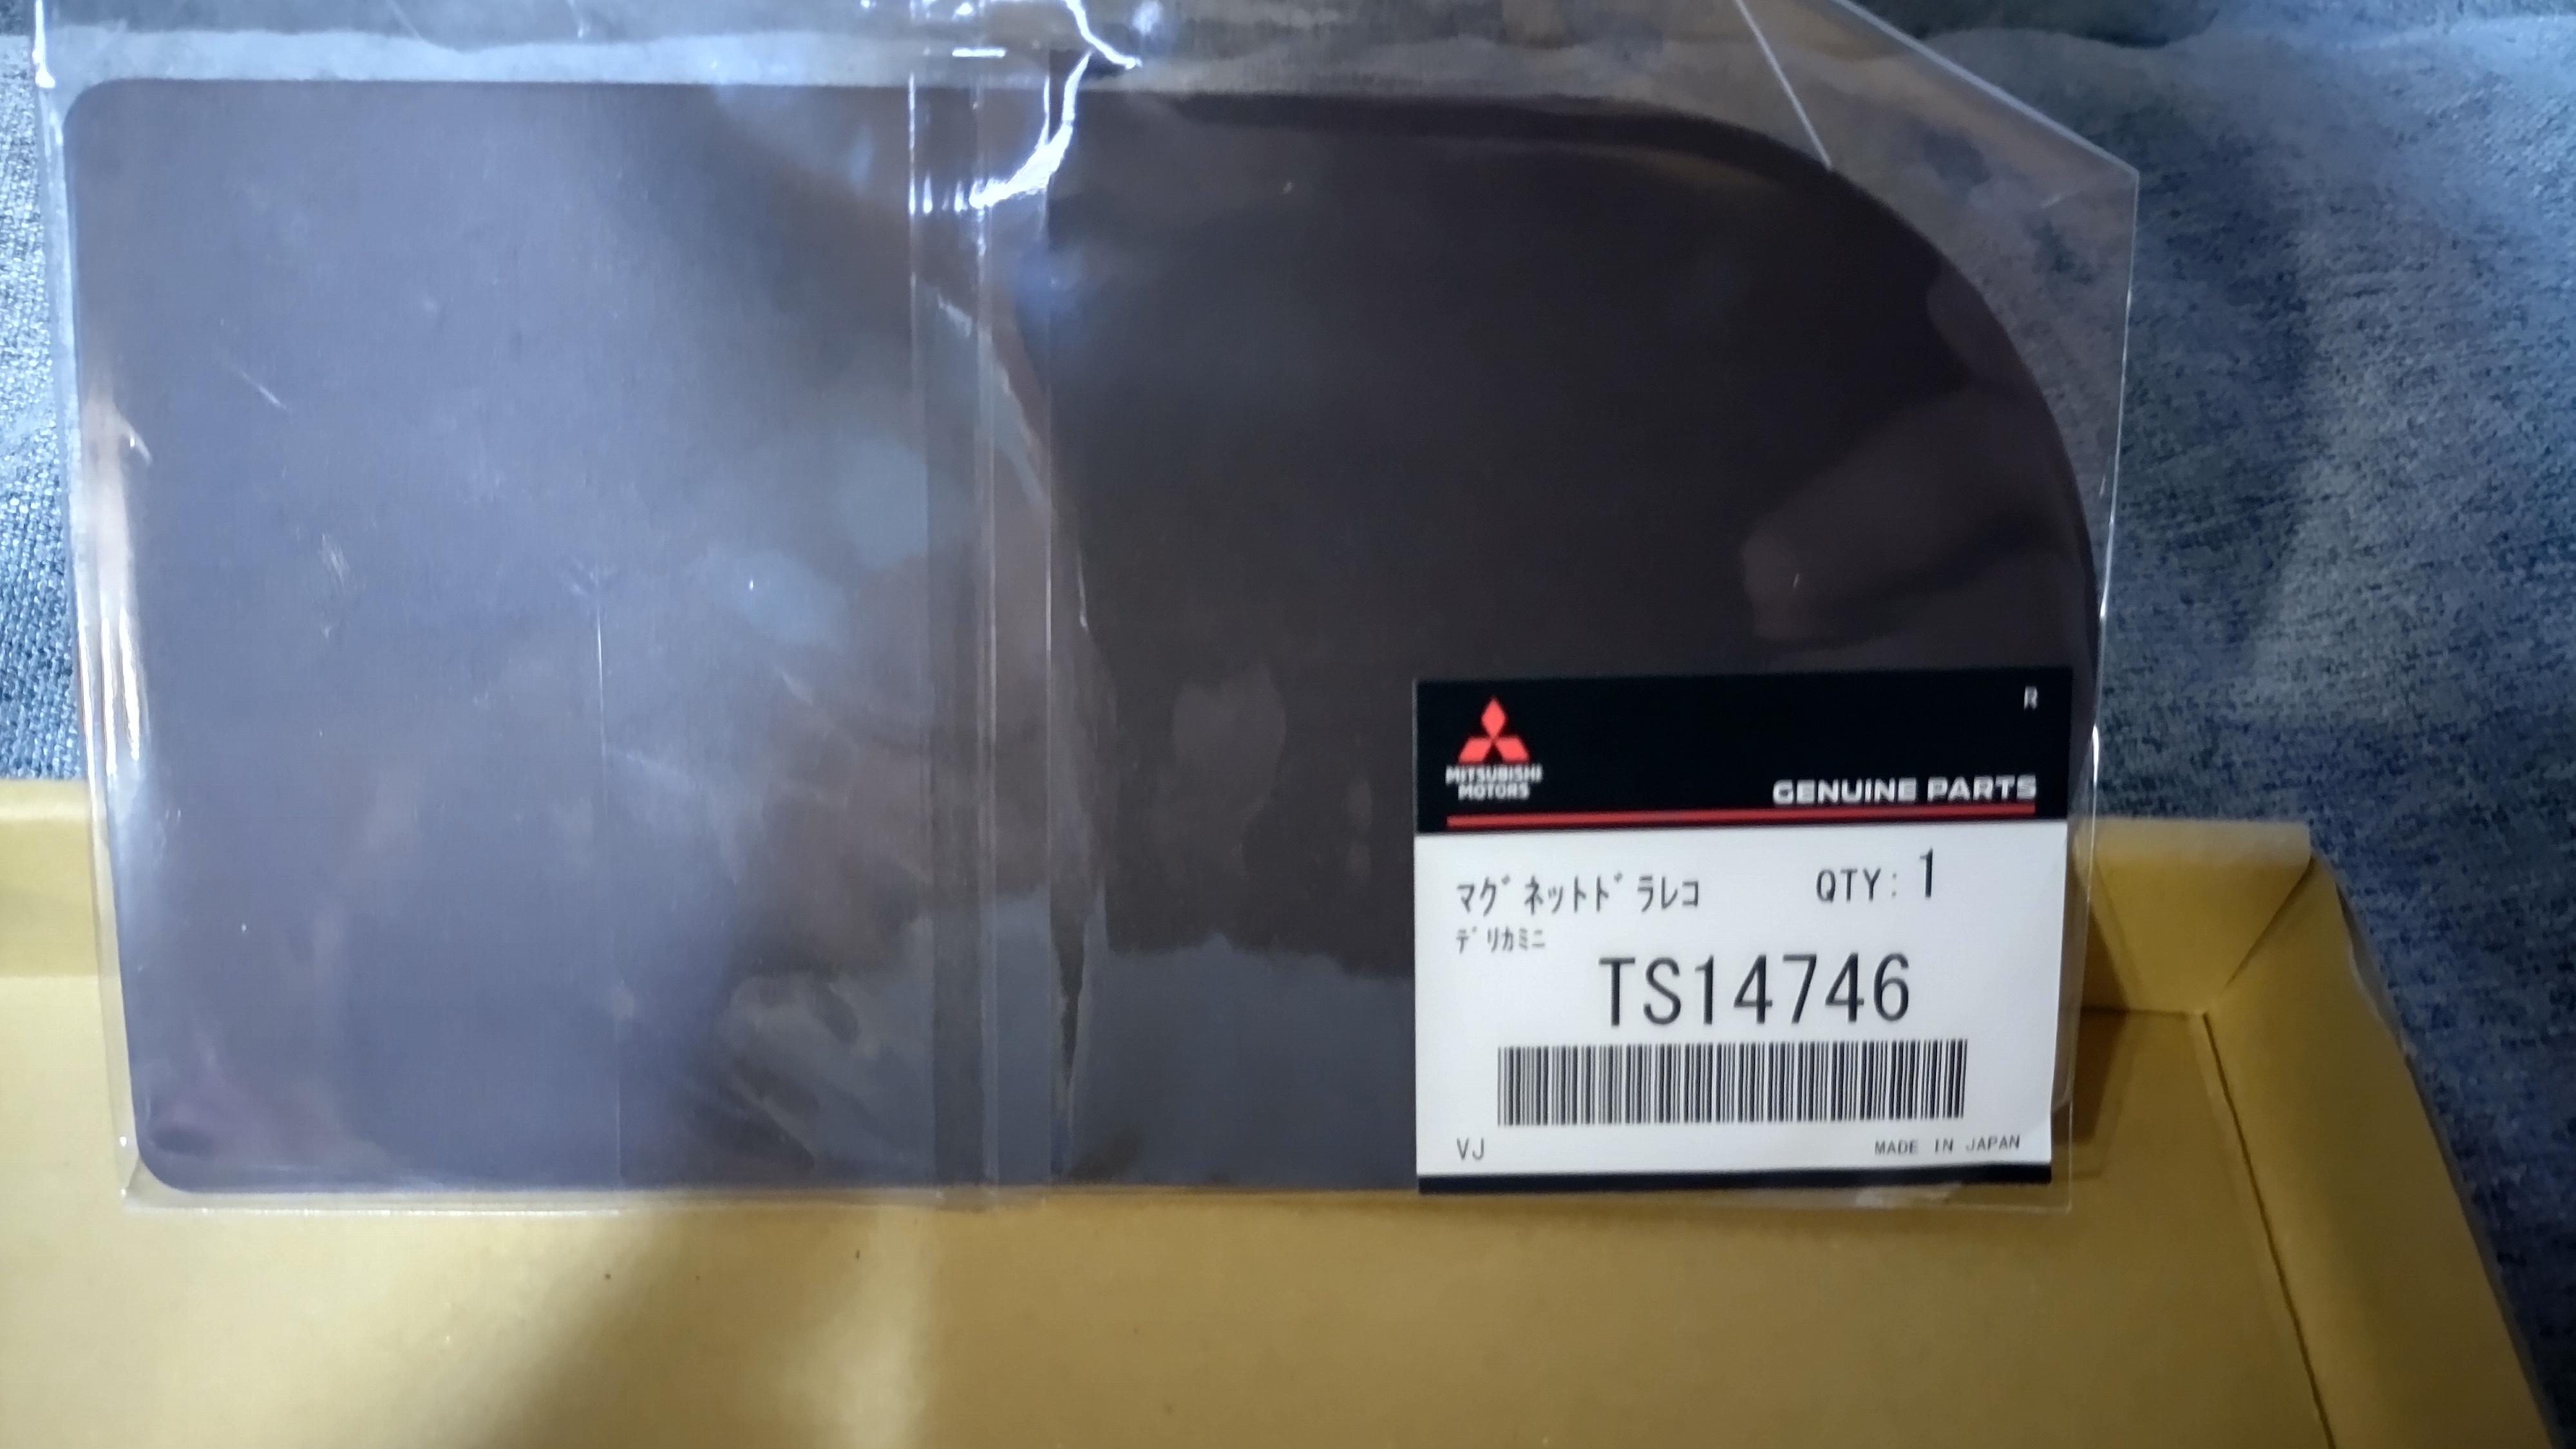 R
MITSUBISHI
MOTORS
GENUINE PARTS
ﾏｸﾞﾈｯﾄﾄﾞﾗﾚｺ QTY: 1
ﾃﾞﾘｶﾐﾆ
TS14746
VJ MADE IN JAPAN